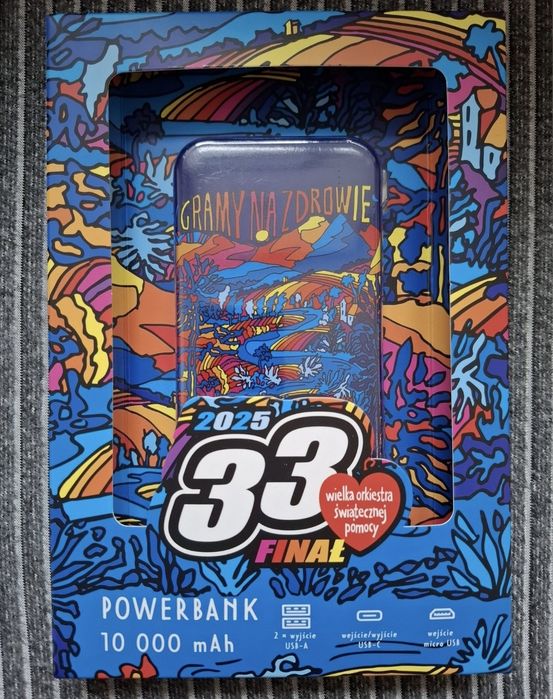 GRAMY NA ZDROWIE
2025
33
FINAŁ
wielka orkiestra
świątecznej
pomocy
POWERBANK
10 000 mAh
2 × wyjście
USB-A
wejście/wyjście
USB-C
wejście
micro USB